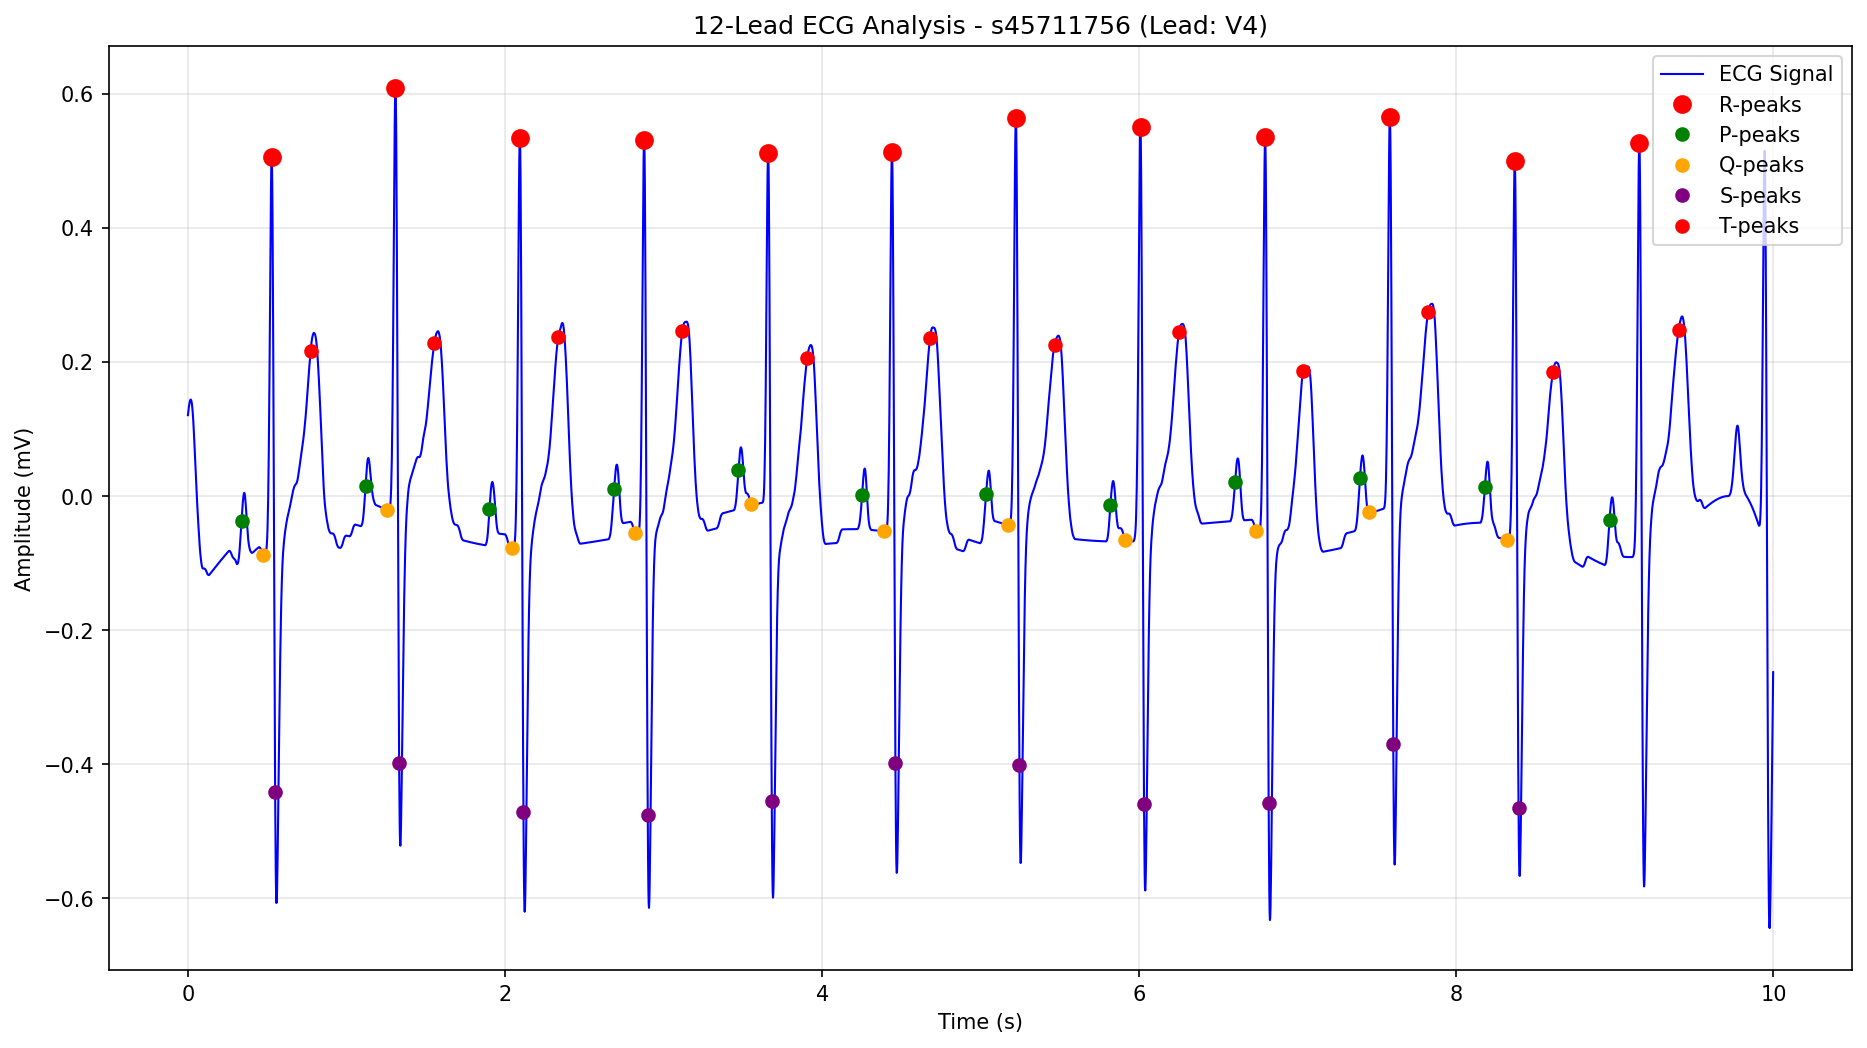 12-Lead ECG Analysis - s45711756 (Lead: V4)
ECG Signal
R-peaks
P-peaks
Q-peaks
S-peaks
T-peaks
Amplitude (mV)
0.6
0.4
0.2
0.0
−0.2
−0.4
−0.6
0
2
4
6
8
10
Time (s)